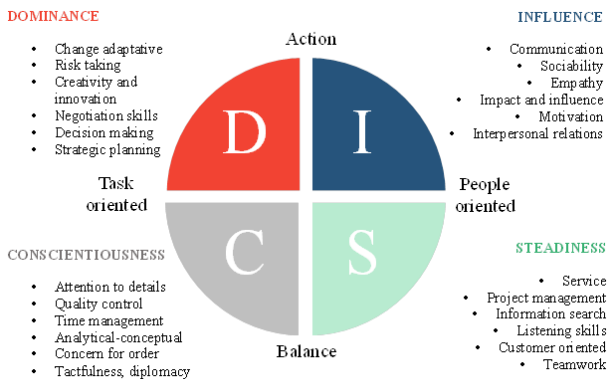 DOMINANCE
• Change adaptative
• Risk taking
• Creativity and
innovation
• Negotiation skills
• Decision making
• Strategic planning
Action
INFLUENCE
• Communication
• Sociability
• Empathy
• Impact and influence
• Motivation
• Interpersonal relations
D
I
Task
oriented
People
oriented
C
S
CONSCIENTIOUSNESS
• Attention to details
• Quality control
• Time management
• Analytical-conceptual
• Concern for order
• Tactfulness, diplomacy
Balance
STEADINESS
• Service
• Project management
• Information search
• Listening skills
• Customer oriented
• Teamwork